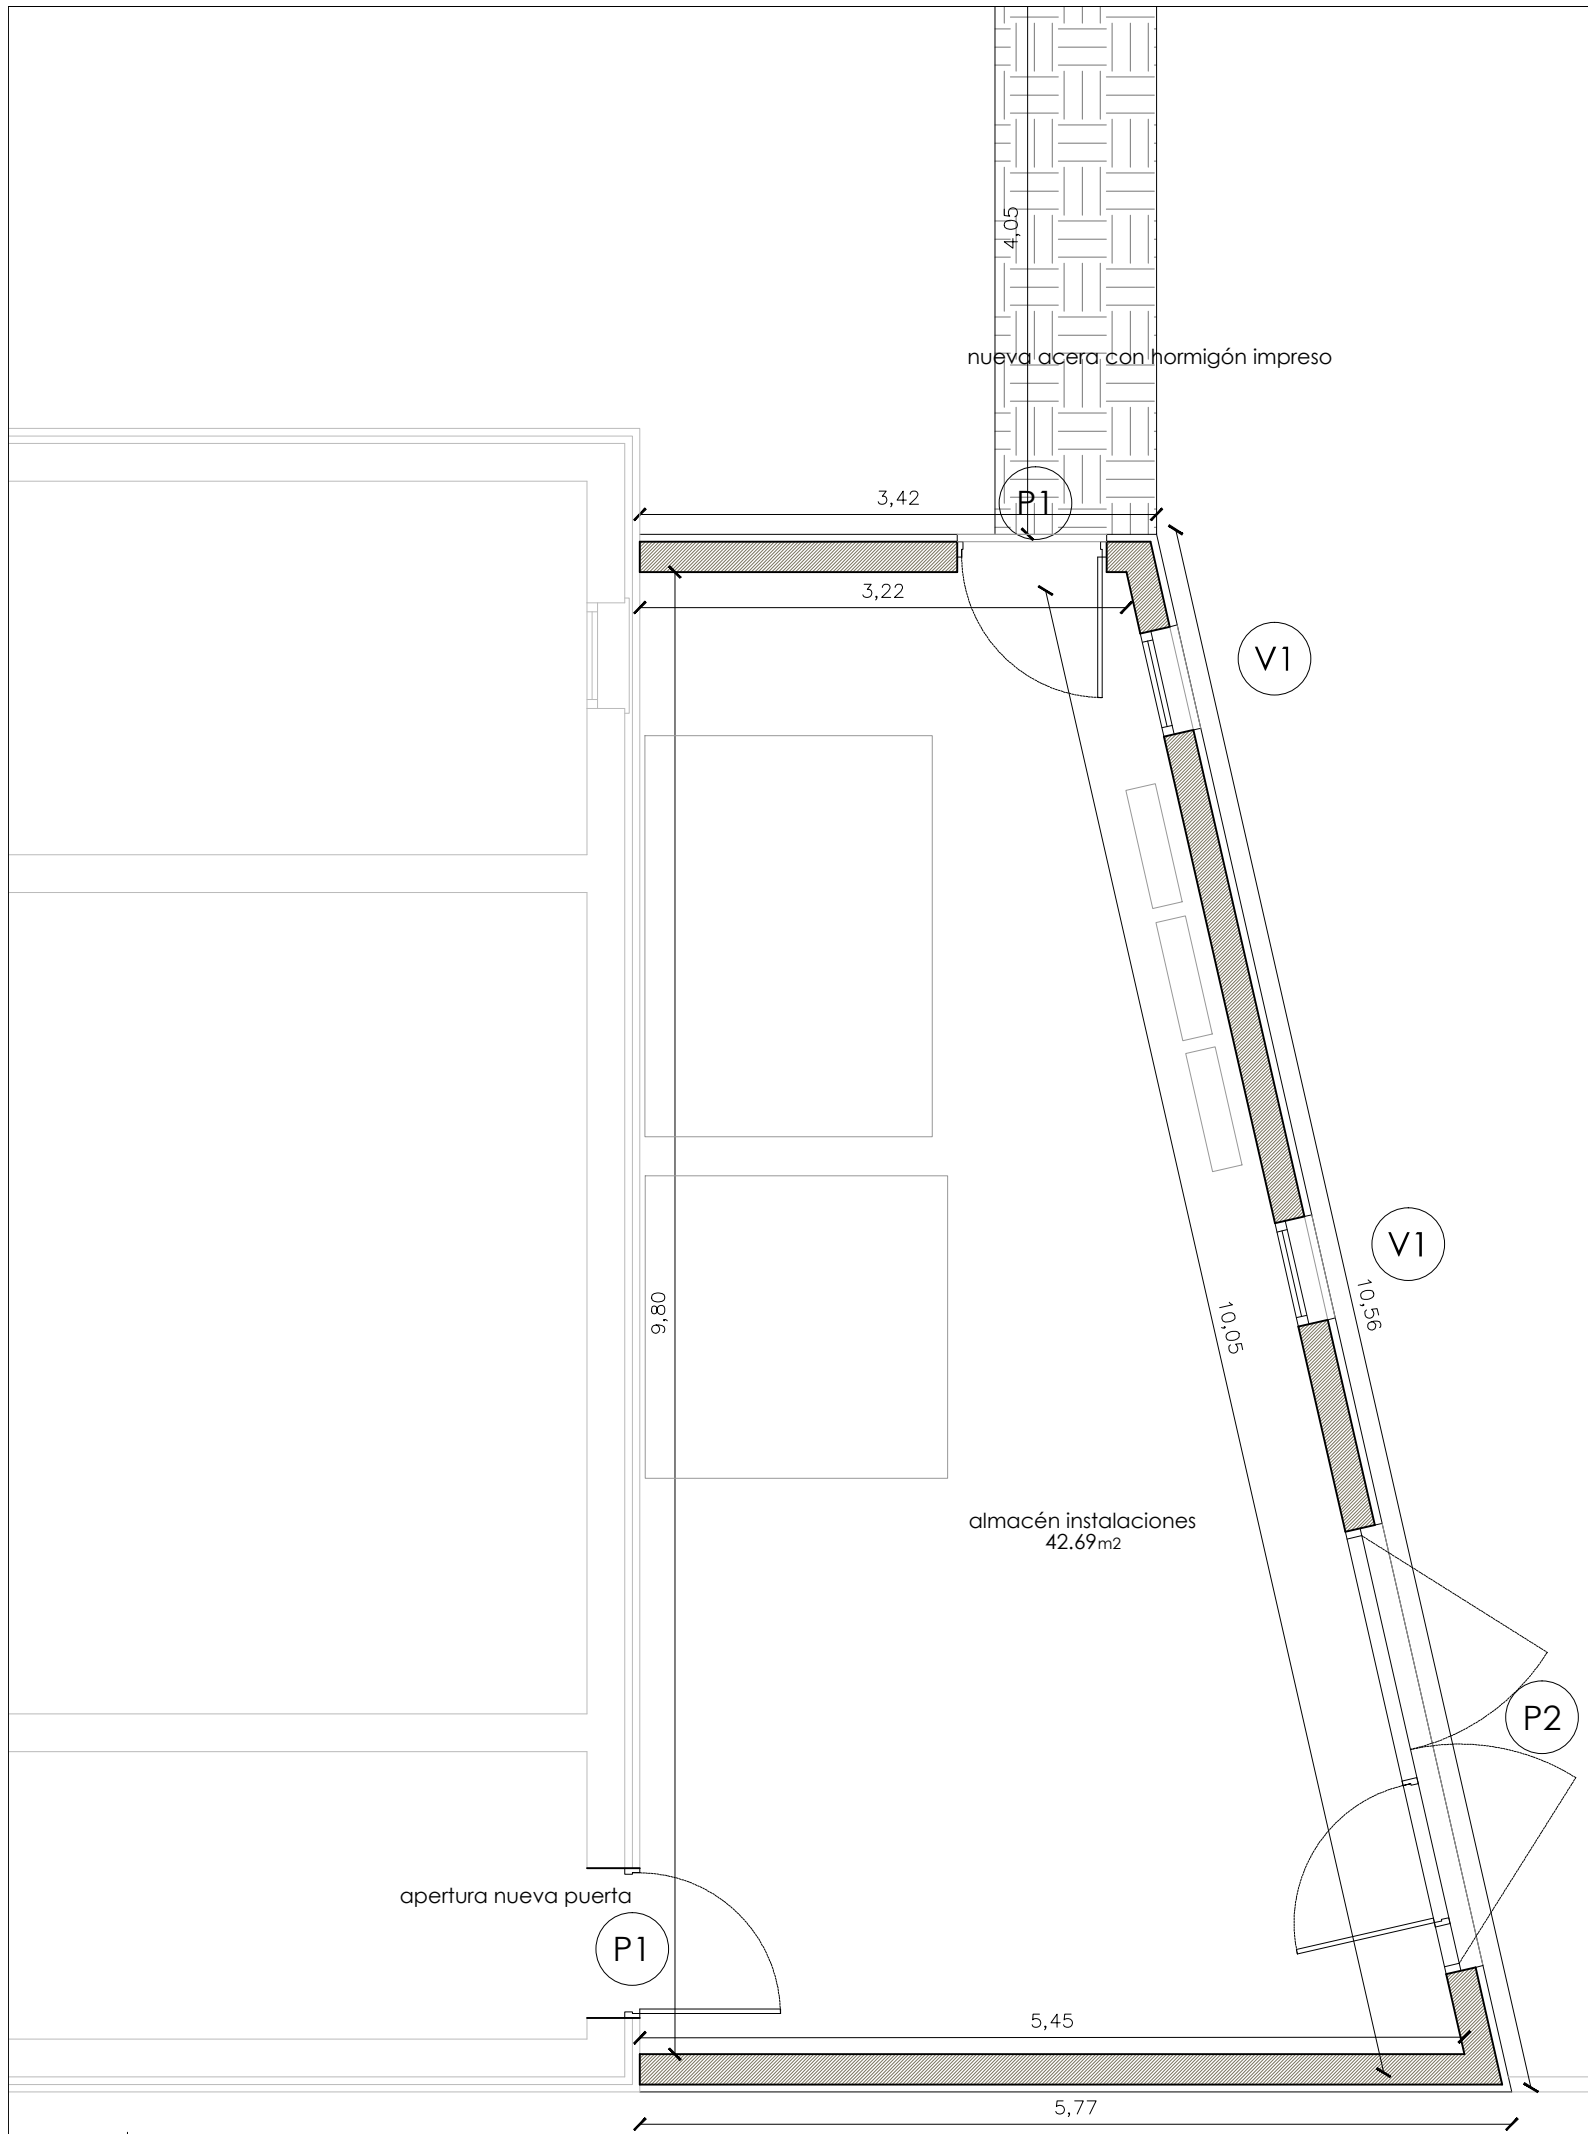 4,05
nueva acera con hormigón impreso
3,42
P1
3,22
V1
V1
9,80
10,05
10,56
almacén instalaciones
42.69m2
P2
apertura nueva puerta
P1
5,45
5,77